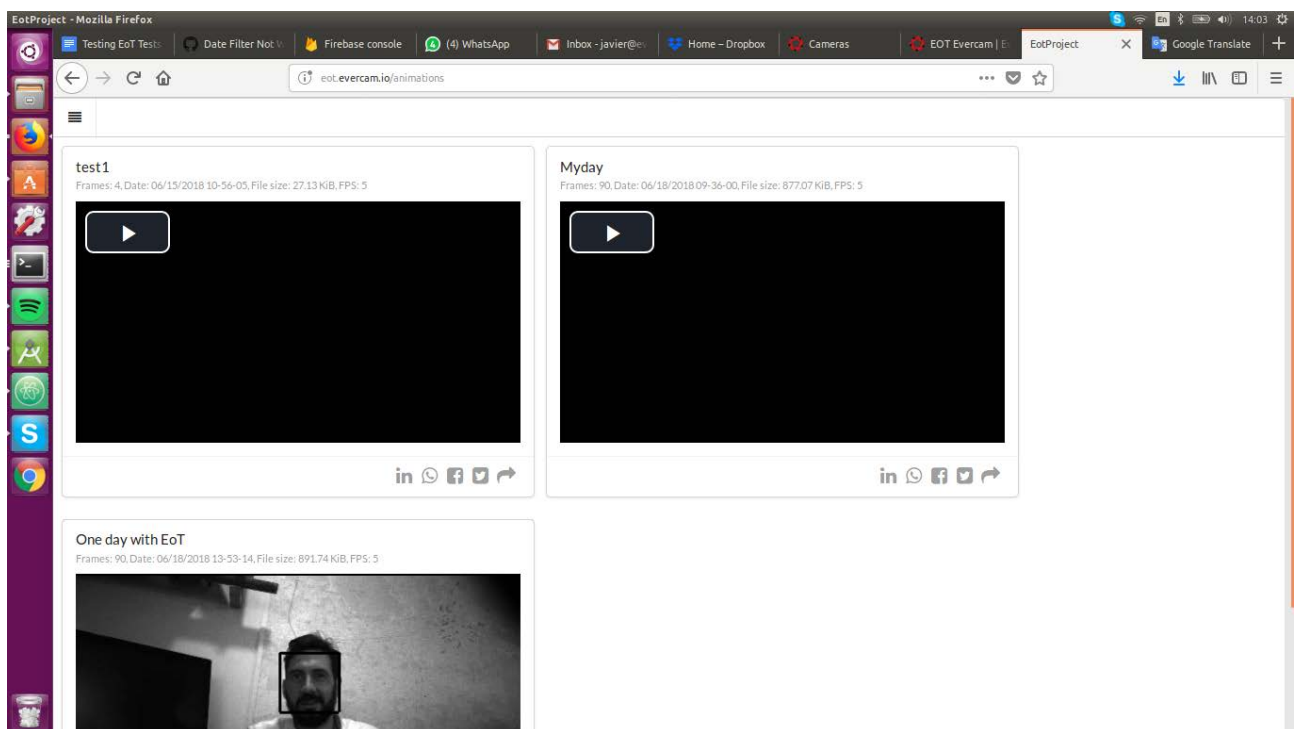 EotProject - Mozilla Firefox
En
14:03
Testing EoT Tests
Date Filter Not
Firebase console
(4) WhatsApp
Inbox - javier@e
Home – Dropbox
Cameras
EOT Evercam | E
EotProject
Google Translate
eot.evercam.io/animations
test1
Frames: 4, Date: 06/15/2018 10-56-05, File size: 27.13 KiB, FPS: 5
Myday
Frames: 90, Date: 06/18/2018 09-36-00, File size: 877.07 KiB, FPS: 5
in
in
One day with EoT
Frames: 90, Date: 06/18/2018 13-53-14, File size: 891.74 KiB, FPS: 5